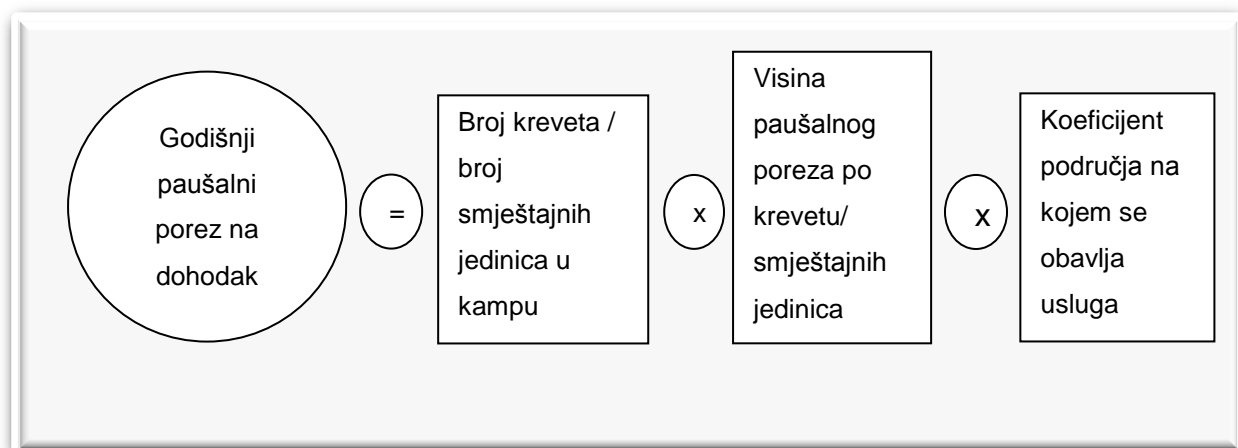 Godišnji
paušalni
porez na
dohodak
=
Broj kreveta /
broj
smještajnih
jedinica u
kampu
x
Visina
paušalnog
poreza po
krevetu/
smještajnih
jedinica
x
Koeficijent
područja na
kojem se
obavlja
usluga